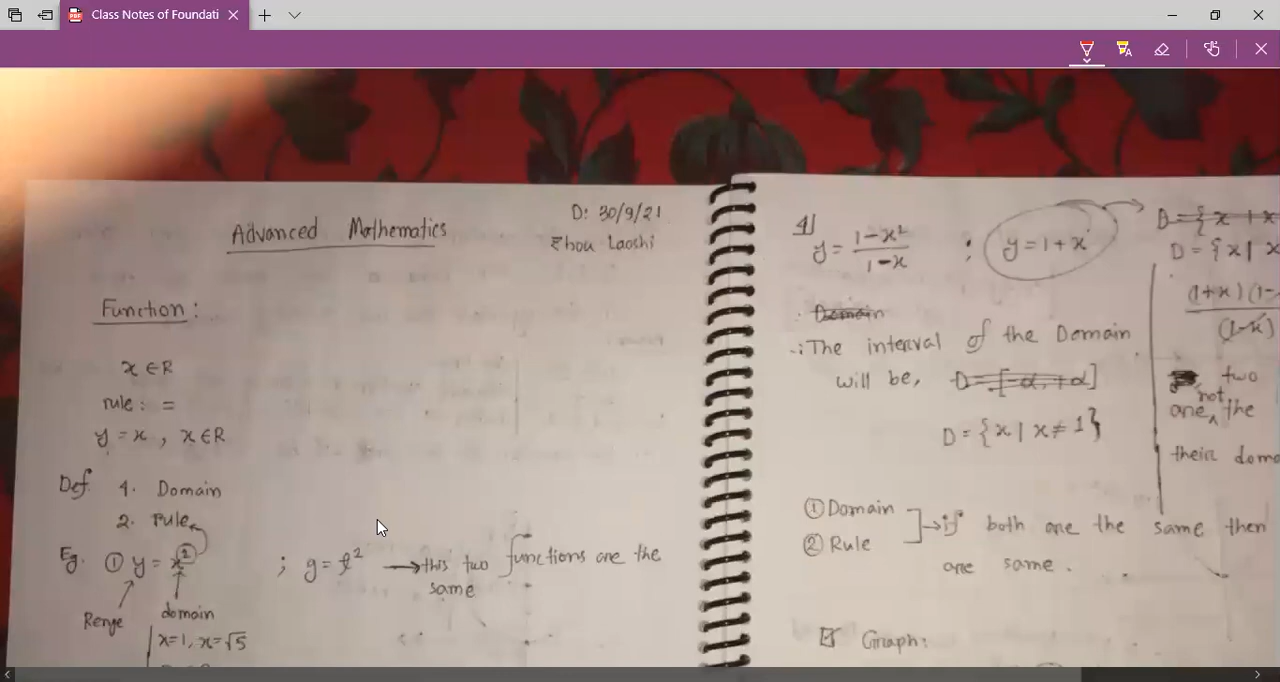 Class Notes of Foundati
Advanced Mathematics
D: 30/9/21
Zhou Laoshi
Function:
x ∈ R
rule: =
y = x , x ∈ R
Def 1. Domain
2. rule
Eg. ① y = x² ; g = t² → this two functions are the
same
Renge
domain
x=1, x=√5
4) y = 1-x² / 1-x ; y = 1+x
D = { x | x
D = { x | x
(1+x)(1-
(1-x)
Domain
∴ The interval of the Domain
will be, D = [-α, +α]
D = { x | x ≠ 1 }
two
are not the
their doma
① Domain
② Rule
→ if both are the same then
are same.
Graph: